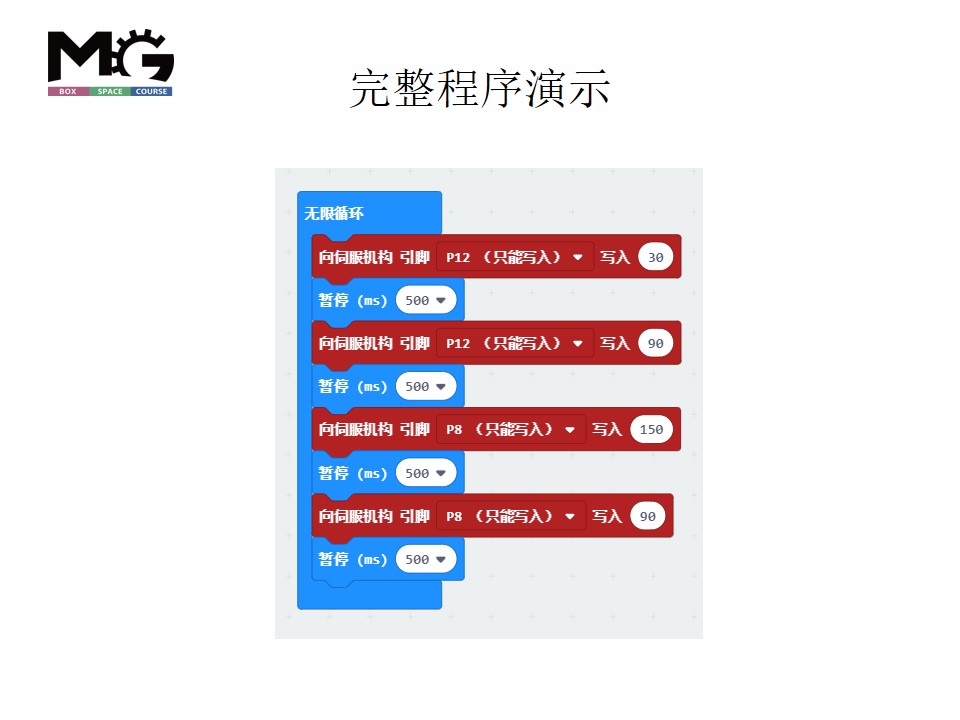 MG
BOX SPACE COURSE
完整程序演示
无限循环
向伺服机构 引脚 P12 （只能写入） 写入 30
暂停 (ms) 500
向伺服机构 引脚 P12 （只能写入） 写入 90
暂停 (ms) 500
向伺服机构 引脚 P8 （只能写入） 写入 150
暂停 (ms) 500
向伺服机构 引脚 P8 （只能写入） 写入 90
暂停 (ms) 500